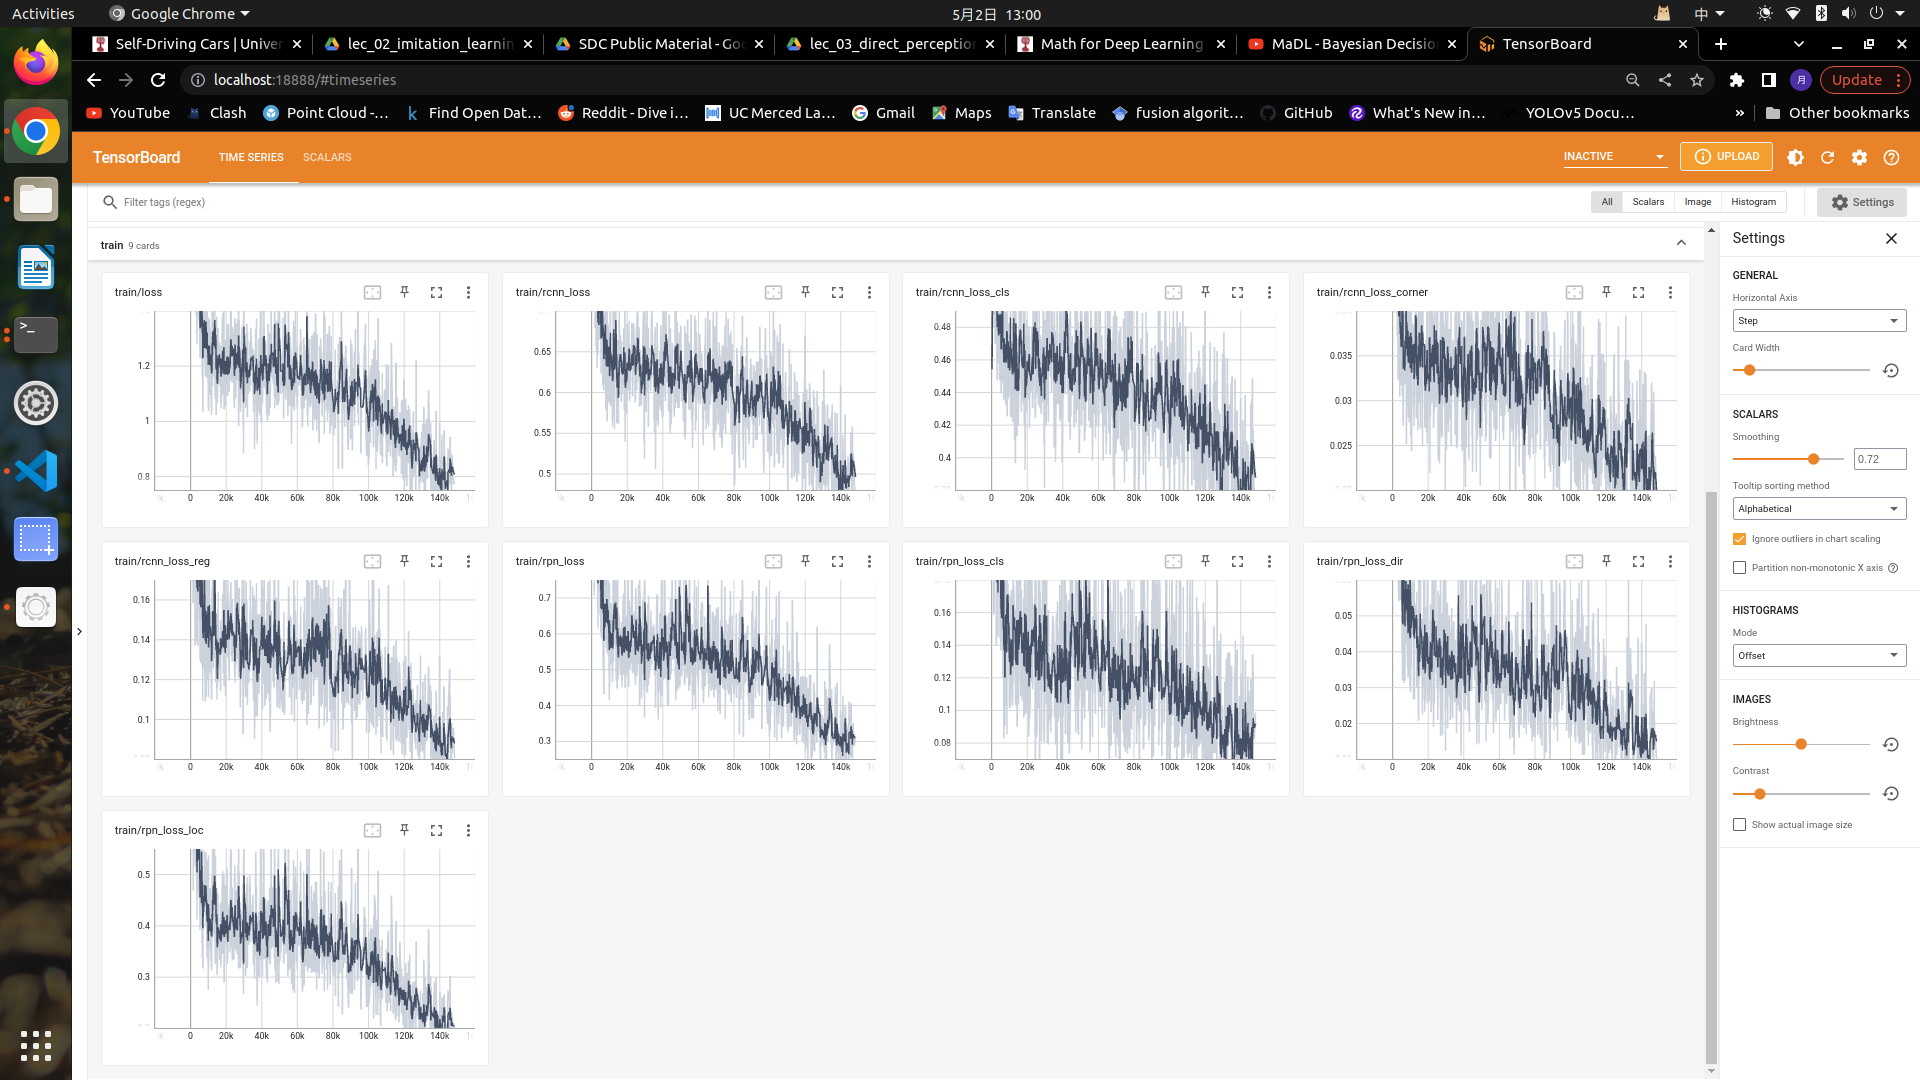 Activities
Google Chrome
5月2日 13:00
中
Self-Driving Cars | Univer
lec_02_imitation_learnin
SDC Public Material - Goo
lec_03_direct_perception
Math for Deep Learning
MaDL - Bayesian Decision
TensorBoard
localhost:18888/#timeseries
月
Update
YouTube
Clash
Point Cloud -...
Find Open Dat...
Reddit - Dive i...
UC Merced La...
Gmail
Maps
Translate
fusion algorit...
GitHub
What's New in...
YOLOv5 Docu...
»
Other bookmarks
TensorBoard
TIME SERIES
SCALARS
INACTIVE
UPLOAD
Filter tags (regex)
All
Scalars
Image
Histogram
Settings
train 9 cards
train/loss
1.2
1
0.8
0 20k 40k 60k 80k 100k 120k 140k
train/rcnn_loss
0.65
0.6
0.55
0.5
0 20k 40k 60k 80k 100k 120k 140k
train/rcnn_loss_cls
0.48
0.46
0.44
0.42
0.4
0 20k 40k 60k 80k 100k 120k 140k
train/rcnn_loss_corner
0.035
0.03
0.025
0 20k 40k 60k 80k 100k 120k 140k
train/rcnn_loss_reg
0.16
0.14
0.12
0.1
0 20k 40k 60k 80k 100k 120k 140k
train/rpn_loss
0.7
0.6
0.5
0.4
0.3
0 20k 40k 60k 80k 100k 120k 140k
train/rpn_loss_cls
0.16
0.14
0.12
0.1
0.08
0 20k 40k 60k 80k 100k 120k 140k
train/rpn_loss_dir
0.05
0.04
0.03
0.02
0 20k 40k 60k 80k 100k 120k 140k
train/rpn_loss_loc
0.5
0.4
0.3
0 20k 40k 60k 80k 100k 120k 140k
Settings
GENERAL
Horizontal Axis
Step
Card Width
SCALARS
Smoothing
0.72
Tooltip sorting method
Alphabetical
Ignore outliers in chart scaling
Partition non-monotonic X axis
HISTOGRAMS
Mode
Offset
IMAGES
Brightness
Contrast
Show actual image size